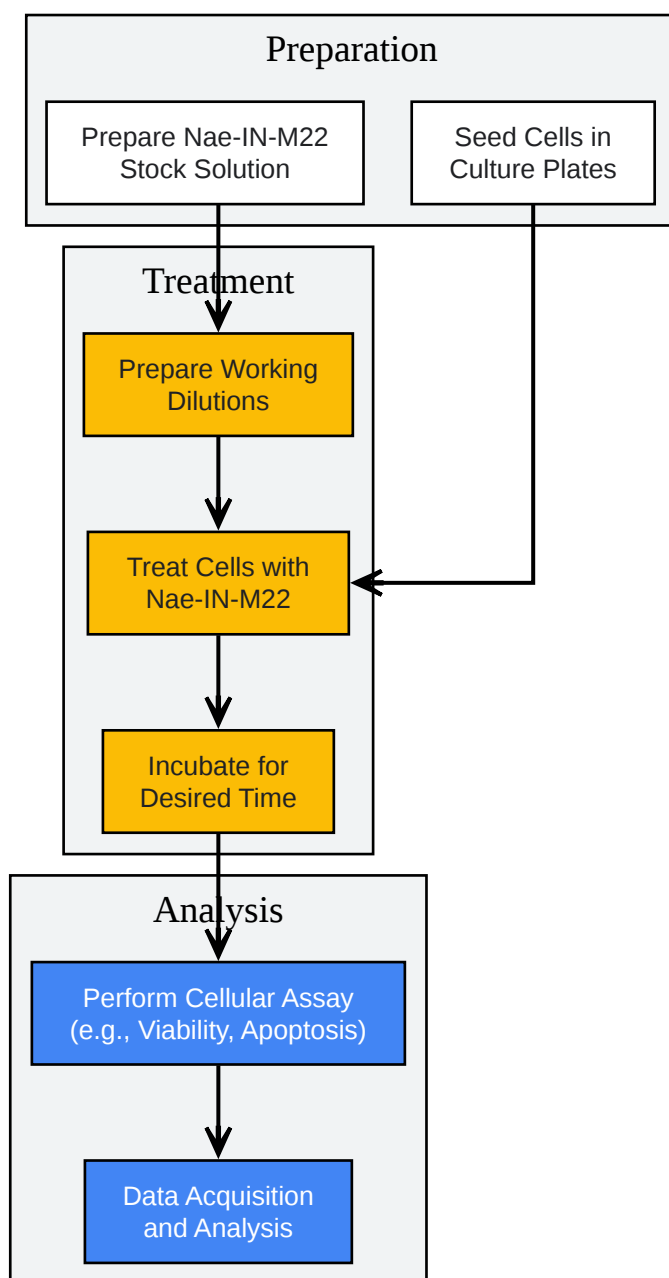 Preparation
Prepare Nae-IN-M22
Stock Solution
Seed Cells in
Culture Plates
Treatment
Prepare Working
Dilutions
Treat Cells with
Nae-IN-M22
Incubate for
Desired Time
Analysis
Perform Cellular Assay
(e.g., Viability, Apoptosis)
Data Acquisition
and Analysis